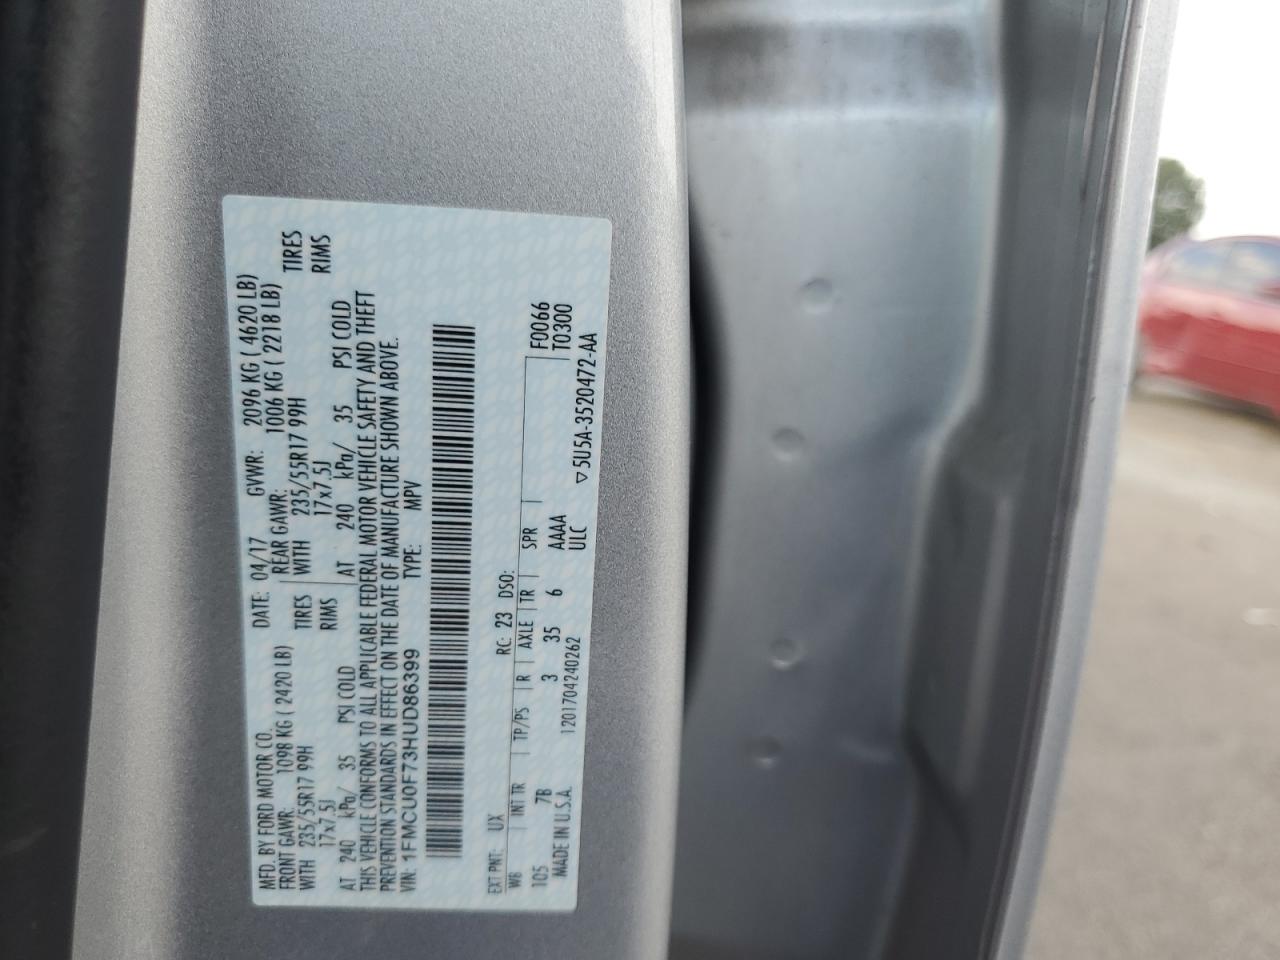 MFD. BY FORD MOTOR CO.
DATE: 04/17 GVWR: 2096 KG ( 4620 LB)
FRONT GAWR: 1098 KG ( 2420 LB)
REAR GAWR: 1006 KG ( 2218 LB)
WITH 235/55R17 99H TIRES
WITH 235/55R17 99H TIRES
17x7.5J RIMS
17x7.5J RIMS
AT 240 kPa/ 35 PSI COLD
AT 240 kPa/ 35 PSI COLD
THIS VEHICLE CONFORMS TO ALL APPLICABLE FEDERAL MOTOR VEHICLE SAFETY AND THEFT
PREVENTION STANDARDS IN EFFECT ON THE DATE OF MANUFACTURE SHOWN ABOVE.
VIN: 1FMCU0F73HUD86399 TYPE: MPV
EXT PNT: UX RC: 23 DSO:
WB | INT TR | TP/PS | R | AXLE | TR | SPR F0066
105 7B 3 35 6 AAAA T0300
MADE IN U.S.A. 1201704240262 ULC ▽5U5A-3520472-AA